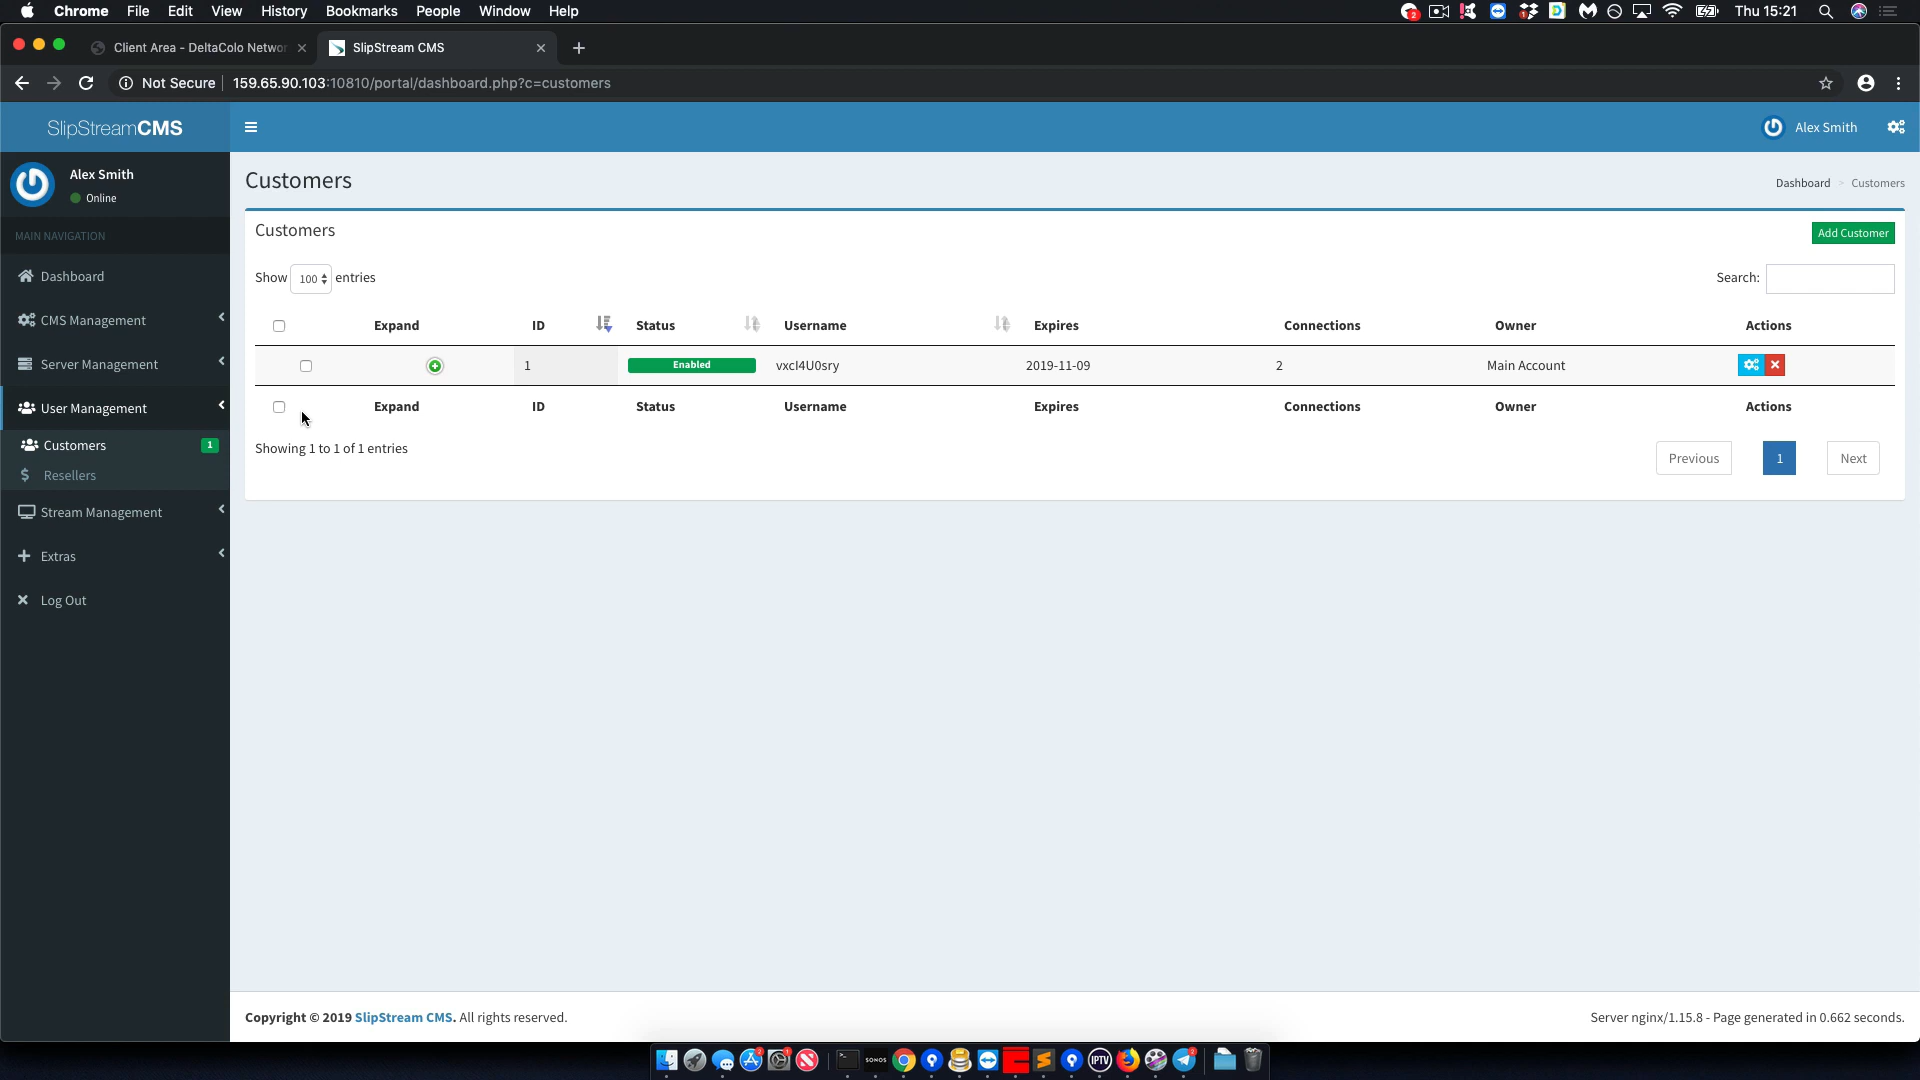 Chrome File Edit View History Bookmarks People Window Help
Thu 15:21
Client Area - DeltaColo Networ
SlipStream CMS
Not Secure 159.65.90.103:10810/portal/dashboard.php?c=customers
SlipStreamCMS
Alex Smith
Alex Smith
Online
MAIN NAVIGATION
Dashboard
CMS Management
Server Management
User Management
Customers 1
Resellers
Stream Management
Extras
Log Out
Customers
Dashboard > Customers
Customers
Add Customer
Show 100 entries
Search:
Expand ID Status Username Expires Connections Owner Actions
1 Enabled vxcI4U0sry 2019-11-09 2 Main Account
Expand ID Status Username Expires Connections Owner Actions
Showing 1 to 1 of 1 entries
Previous 1 Next
Copyright © 2019 SlipStream CMS. All rights reserved.
Server nginx/1.15.8 - Page generated in 0.662 seconds.
SONOS
IPTV